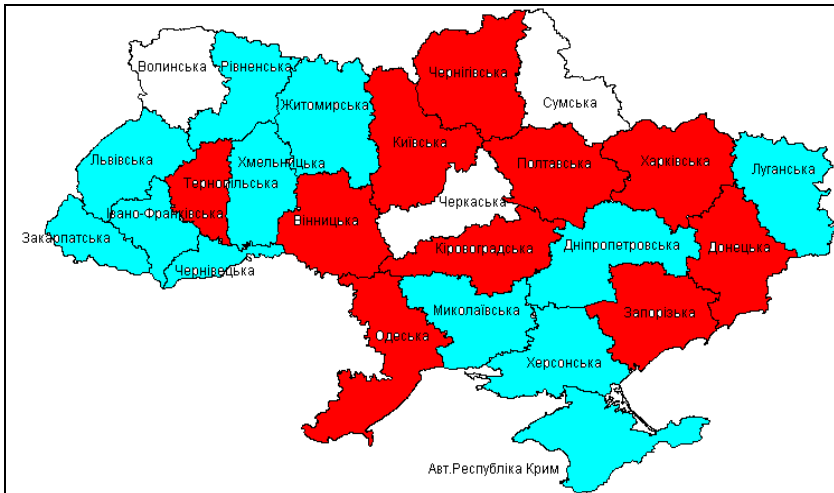 Волинська
Рівненська
Житомирська
Чернігівська
Сумська
Київська
Львівська
Хмельницька
Тернопільська
Полтавська
Харківська
Луганська
Івано-Франківська
Вінницька
Черкаська
Закарпатська
Чернівецька
Кіровоградська
Дніпропетровська
Донецька
Миколаївська
Запорізька
Одеська
Херсонська
Авт.Республіка Крим